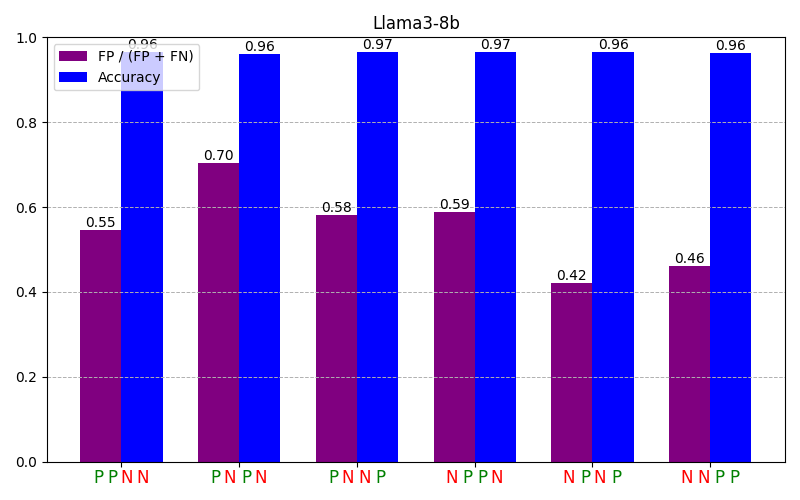 Llama3-8b
FP / (FP + FN)
Accuracy
1.0
0.8
0.6
0.4
0.2
0.0
0.55
0.96
0.70
0.96
0.58
0.97
0.59
0.97
0.42
0.96
0.46
0.96
P P N N
P N P N
P N N P
N P P N
N P N P
N N P P